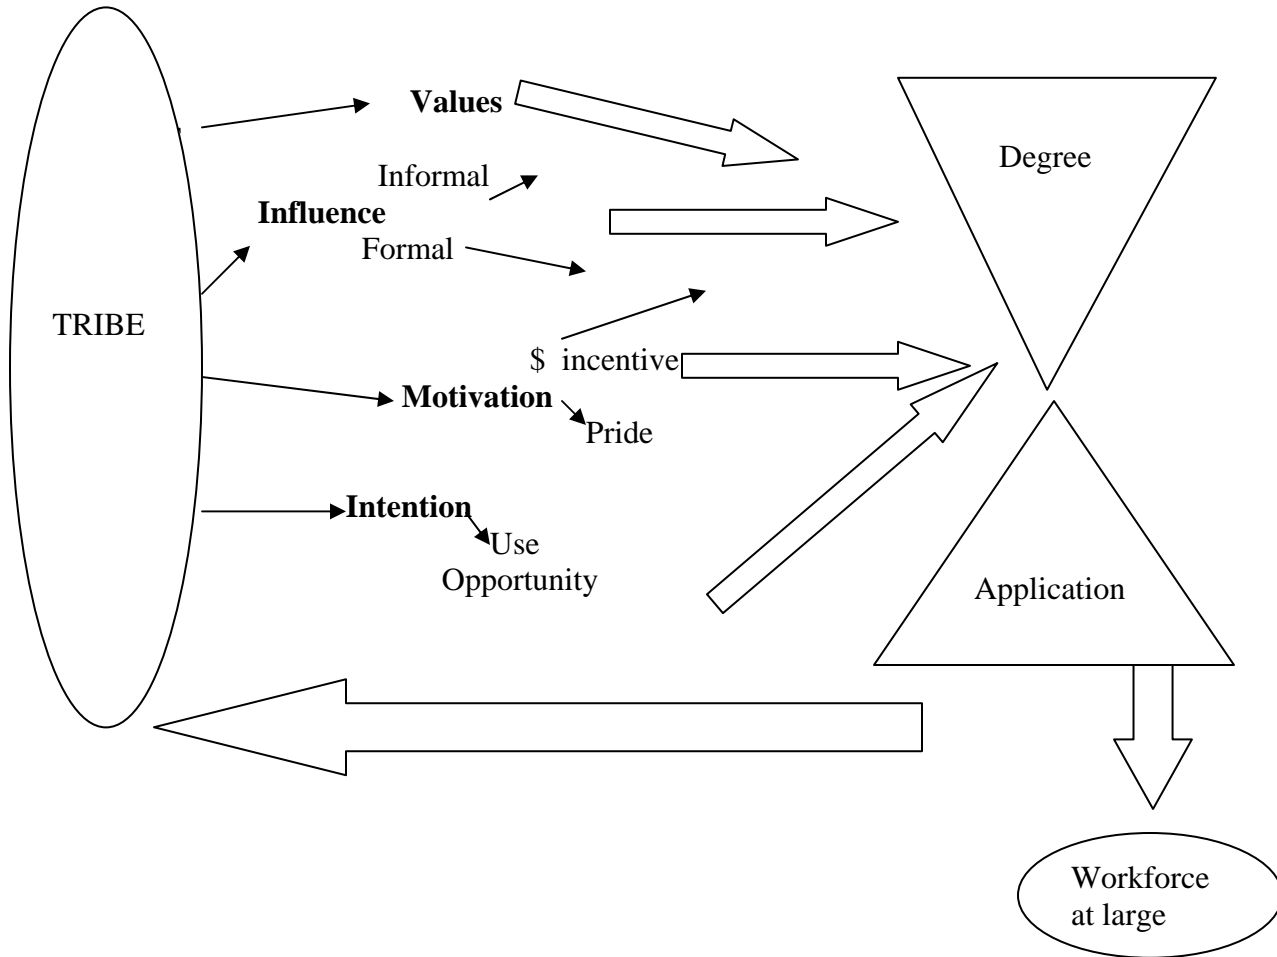 Values
Degree
Informal
Influence
Formal
TRIBE
$ incentive
Motivation
Pride
Intention
Use
Opportunity
Application
Workforce
at large